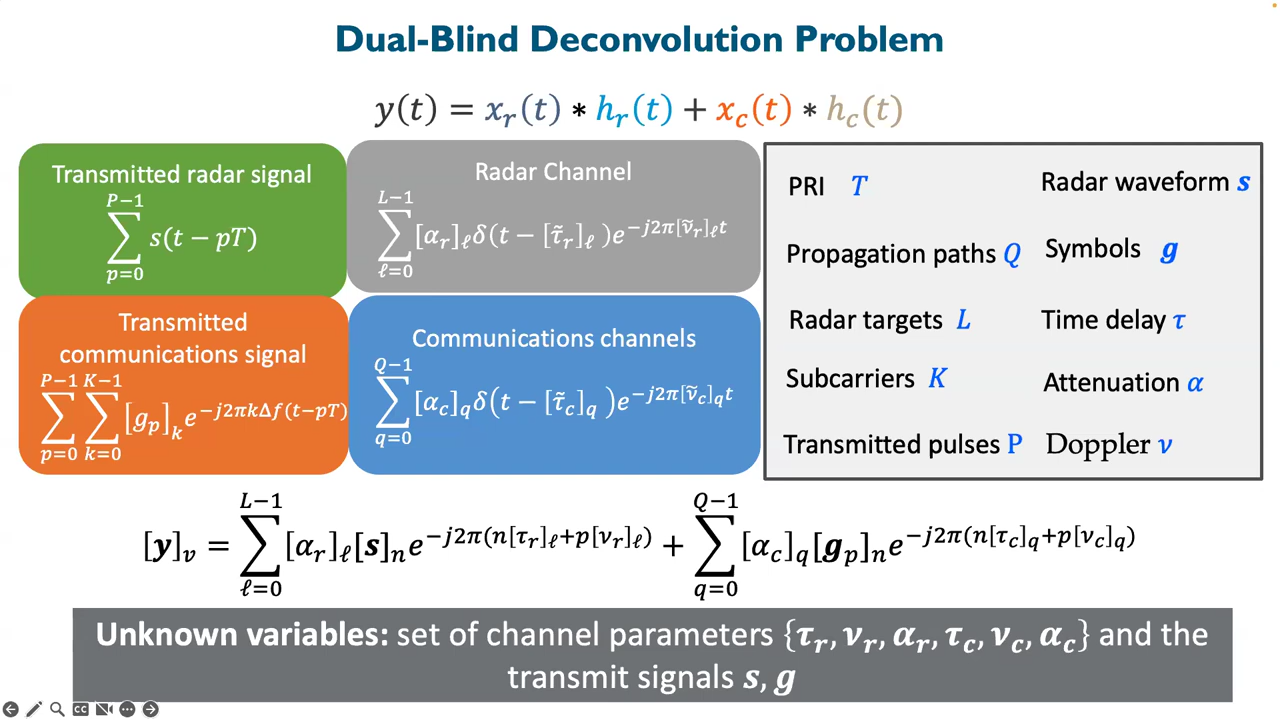 Dual-Blind Deconvolution Problem
y(t) = x_r(t) * h_r(t) + x_c(t) * h_c(t)
Transmitted radar signal
∑_{p=0}^{P−1} s(t − pT)
Radar Channel
∑_{ℓ=0}^{L−1} [α_r]_ℓ δ(t − [τ̃_r]_ℓ )e^{−j2π[ν̃_r]_ℓ t}
Transmitted
communications signal
∑_{p=0}^{P−1} ∑_{k=0}^{K−1} [g_p]_k e^{−j2πkΔf(t−pT)}
Communications channels
∑_{q=0}^{Q−1} [α_c]_q δ(t − [τ̃_c]_q )e^{−j2π[ν̃_c]_q t}
PRI T
Radar waveform s
Propagation paths Q
Symbols g
Radar targets L
Time delay τ
Subcarriers K
Attenuation α
Transmitted pulses P
Doppler ν
[y]_v = ∑_{ℓ=0}^{L−1} [α_r]_ℓ [s]_n e^{−j2π(n[τ_r]_ℓ+p[ν_r]_ℓ)} + ∑_{q=0}^{Q−1} [α_c]_q [g_p]_n e^{−j2π(n[τ_c]_q+p[ν_c]_q)}
Unknown variables: set of channel parameters {τ_r, ν_r, α_r, τ_c, ν_c, α_c} and the
transmit signals s, g
CC